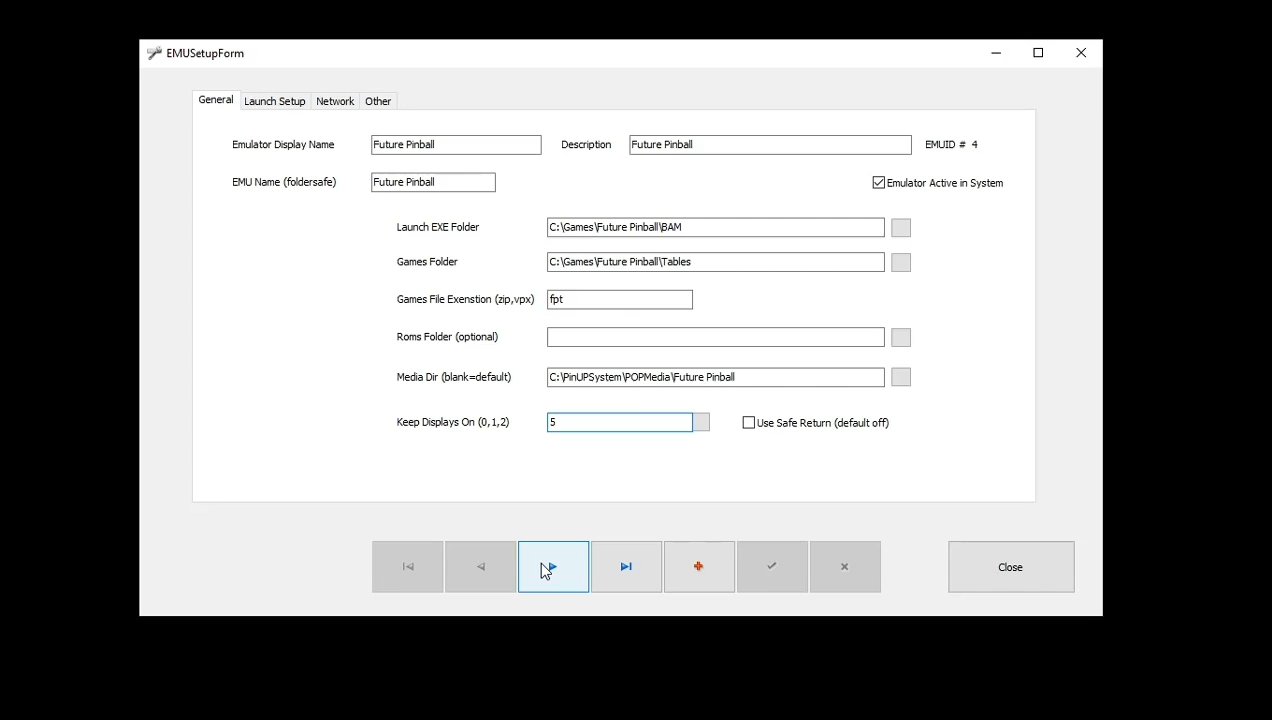 EMUSetupForm
General Launch Setup Network Other
Emulator Display Name Future Pinball Description Future Pinball EMUID # 4
EMU Name (foldersafe) Future Pinball Emulator Active in System
Launch EXE Folder C:\Games\Future Pinball\BAM
Games Folder C:\Games\Future Pinball\Tables
Games File Exenstion (zip,vpx) fpt
Roms Folder (optional)
Media Dir (blank=default) C:\PinUPSystem\POPMedia\Future Pinball
Keep Displays On (0,1,2) 5 Use Safe Return (default off)
Close